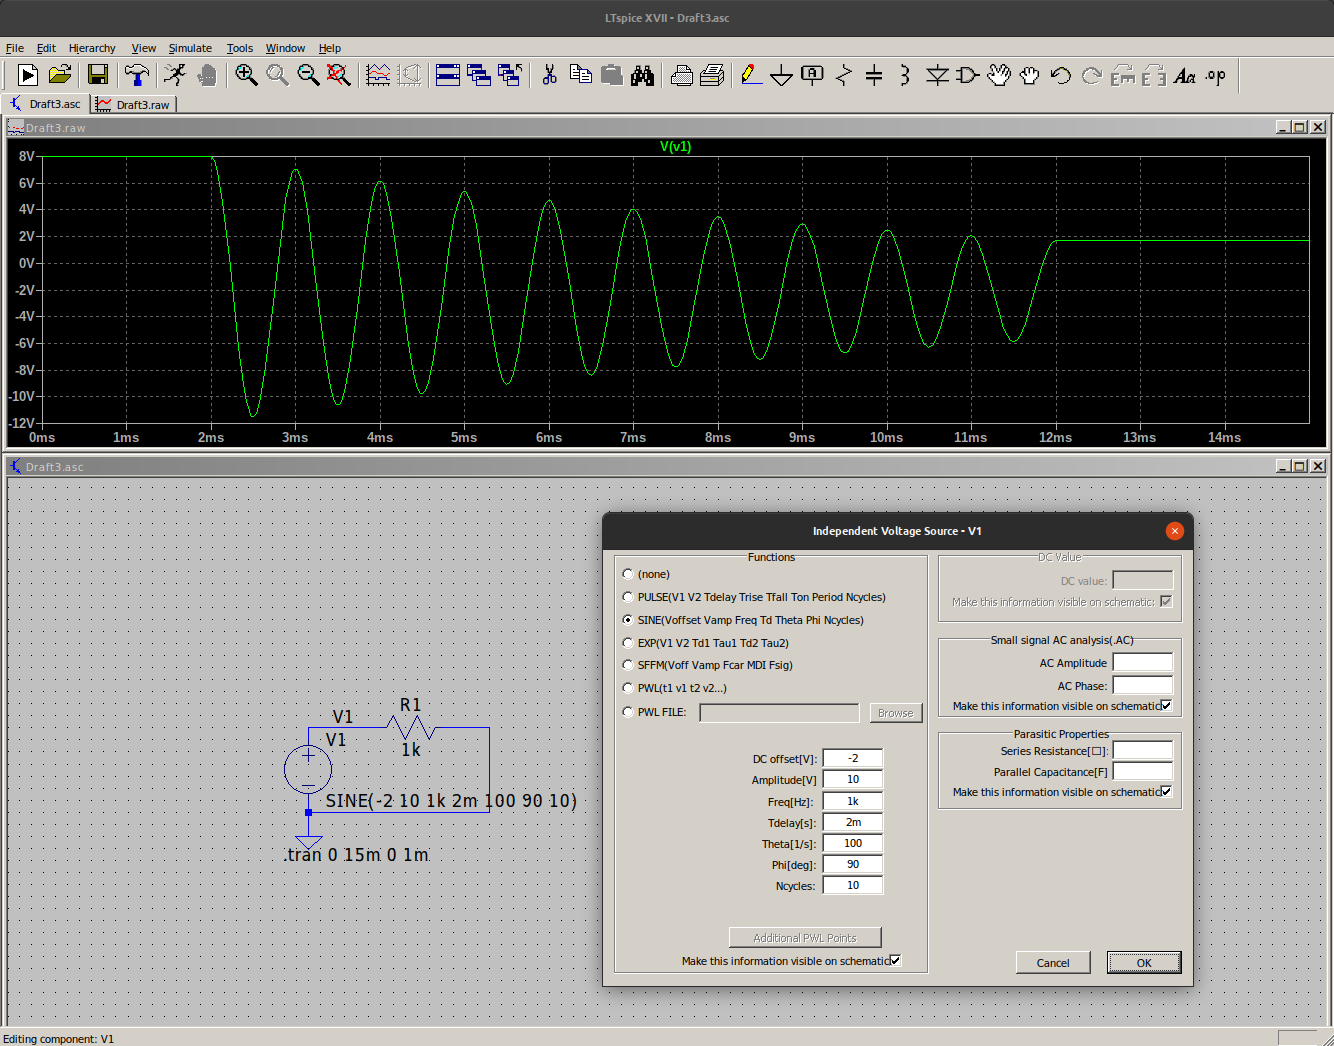 LTspice XVII - Draft3.asc
File Edit Hierarchy View Simulate Tools Window Help
Draft3.asc Draft3.raw
Draft3.raw
V(v1)
8V
6V
4V
2V
0V
-2V
-4V
-6V
-8V
-10V
-12V
0ms 1ms 2ms 3ms 4ms 5ms 6ms 7ms 8ms 9ms 10ms 11ms 12ms 13ms 14ms
Draft3.asc
R1
V1
V1
1k
SINE(-2 10 1k 2m 100 90 10)
.tran 0 15m 0 1m
Independent Voltage Source - V1
Functions
(none)
PULSE(V1 V2 Tdelay Trise Tfall Ton Period Ncycles)
SINE(Voffset Vamp Freq Td Theta Phi Ncycles)
EXP(V1 V2 Td1 Tau1 Td2 Tau2)
SFFM(Voff Vamp Fcar MDI Fsig)
PWL(t1 v1 t2 v2...)
PWL FILE: Browse
DC offset[V]: -2
Amplitude[V] 10
Freq[Hz]: 1k
Tdelay[s]: 2m
Theta[1/s]: 100
Phi[deg]: 90
Ncycles: 10
Additional PWL Points
Make this information visible on schematic
DC Value
DC value:
Make this information visible on schematic:
Small signal AC analysis(.AC)
AC Amplitude
AC Phase:
Make this information visible on schematic
Parasitic Properties
Series Resistance[□]:
Parallel Capacitance[F]
Make this information visible on schematic
Cancel OK
Editing component: V1